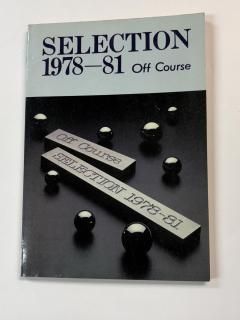 SELECTION
1978—81 Off Course
Off Course
SELECTION 1978-81